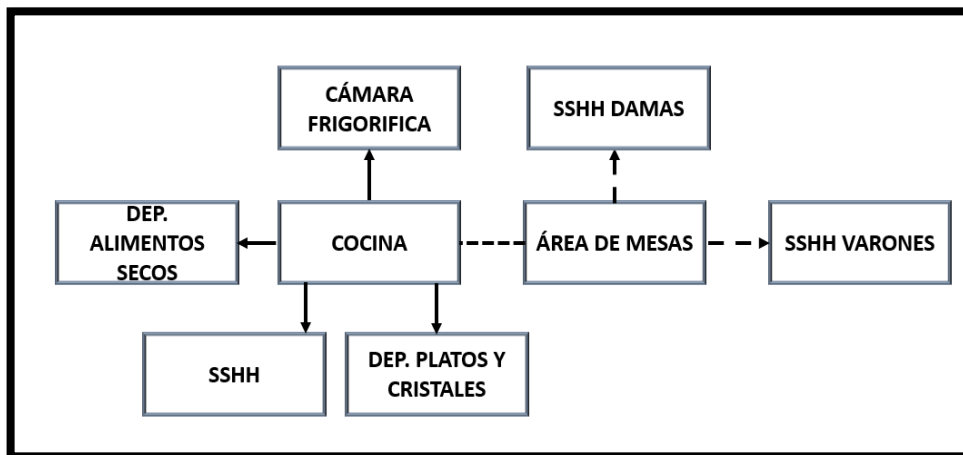 CÁMARA
FRIGORIFICA
SSHH DAMAS
DEP.
ALIMENTOS
SECOS
COCINA
ÁREA DE MESAS
SSHH VARONES
SSHH
DEP. PLATOS Y
CRISTALES